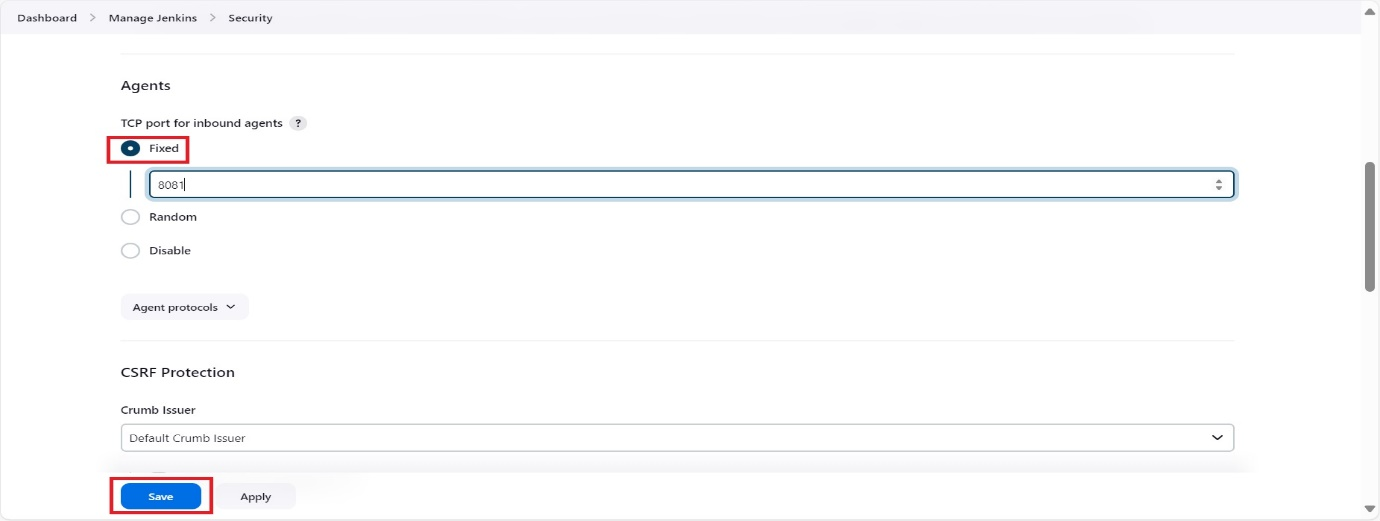 Dashboard > Manage Jenkins > Security
Agents
TCP port for inbound agents ?
Fixed
8081
Random
Disable
Agent protocols
CSRF Protection
Crumb Issuer
Default Crumb Issuer
Save Apply